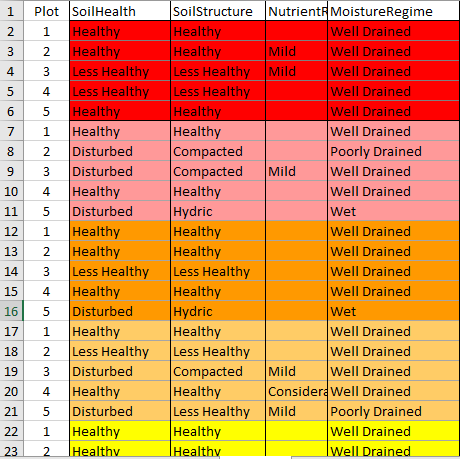 1 Plot SoilHealth SoilStructure NutrientR MoistureRegime
2 1 Healthy Healthy Well Drained
3 2 Healthy Healthy Mild Well Drained
4 3 Less Healthy Less Healthy Mild Well Drained
5 4 Less Healthy Less Healthy Well Drained
6 5 Healthy Healthy Well Drained
7 1 Healthy Healthy Well Drained
8 2 Disturbed Compacted Poorly Drained
9 3 Disturbed Compacted Mild Well Drained
10 4 Healthy Healthy Well Drained
11 5 Disturbed Hydric Wet
12 1 Healthy Healthy Well Drained
13 2 Healthy Healthy Well Drained
14 3 Less Healthy Less Healthy Well Drained
15 4 Healthy Healthy Well Drained
16 5 Disturbed Hydric Wet
17 1 Healthy Healthy Well Drained
18 2 Less Healthy Less Healthy Well Drained
19 3 Disturbed Compacted Mild Well Drained
20 4 Healthy Healthy Considera Well Drained
21 5 Disturbed Less Healthy Mild Poorly Drained
22 1 Healthy Healthy Well Drained
23 2 Healthy Healthy Well Drained